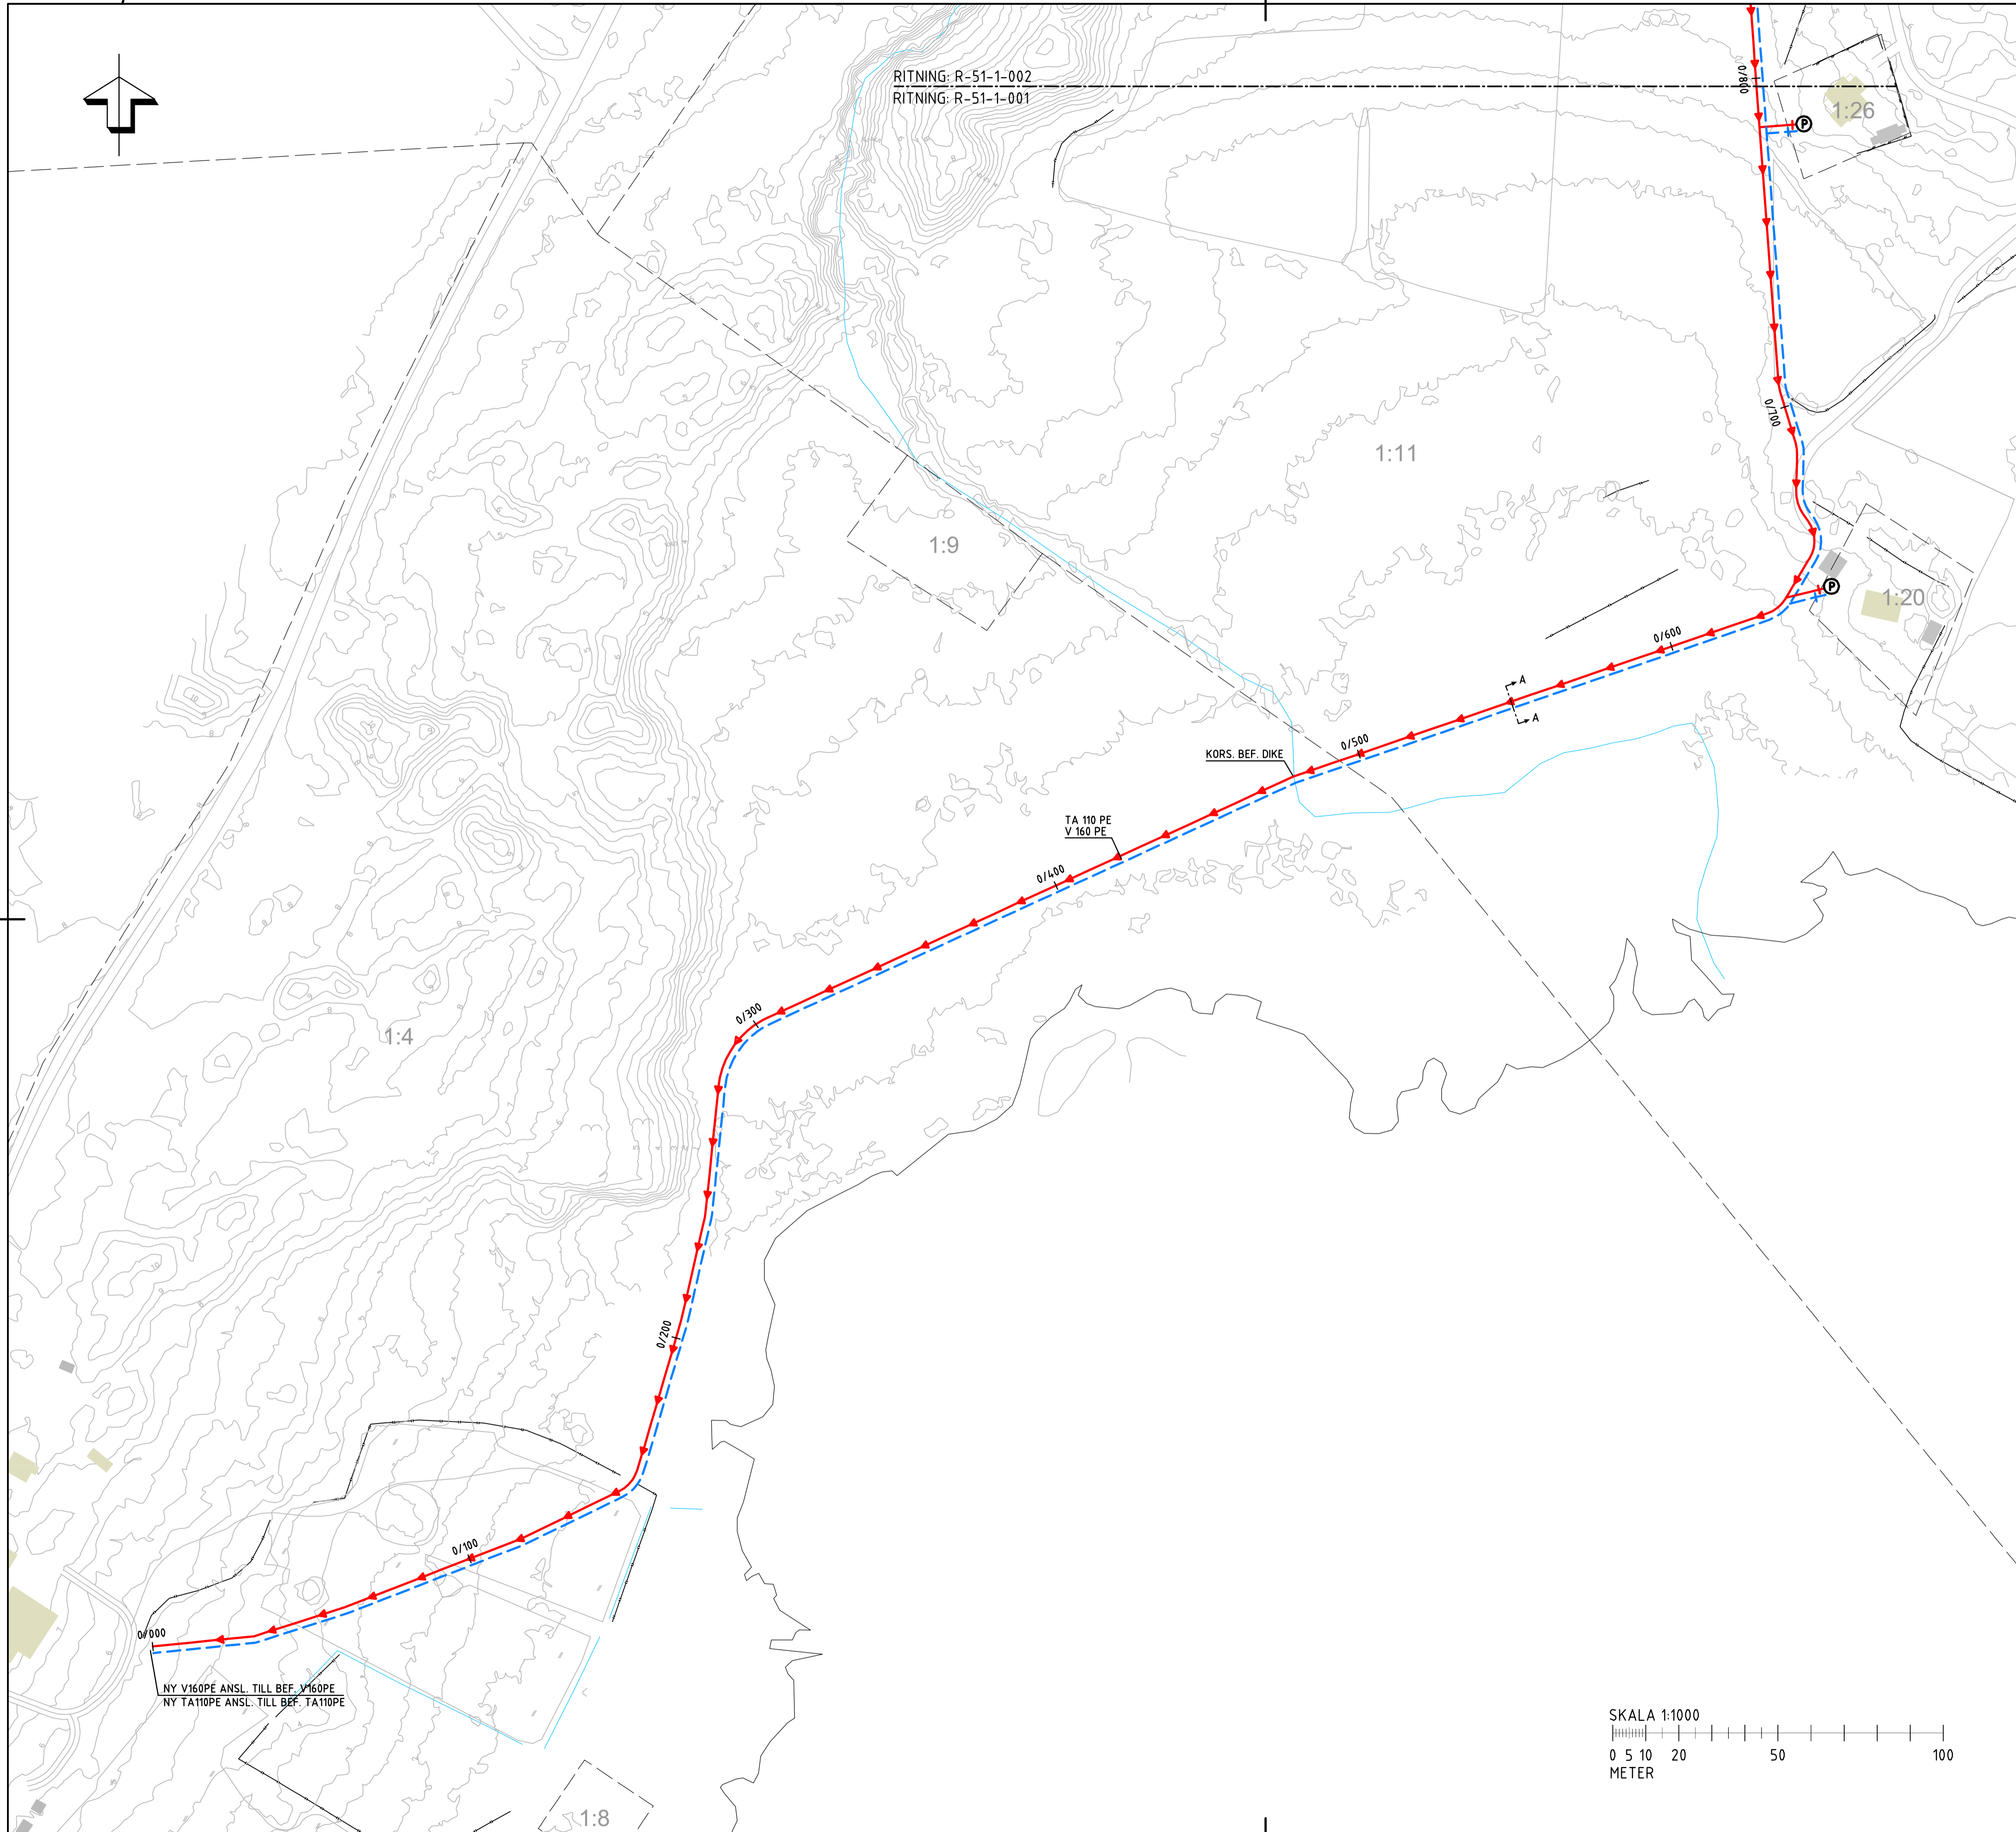 RITNING: R-51-1-002
RITNING: R-51-1-001
0/800
P
1:26
0/700
1:11
1:9
P
1:20
0/600
A
A
0/500
KORS. BEF. DIKE
TA 110 PE
V 160 PE
0/400
0/300
1:4
0/200
0/100
0/000
NY V160PE ANSL. TILL BEF. V160PE
NY TA110PE ANSL. TILL BEF. TA110PE
SKALA 1:1000
0 5 10 20 50 100
METER
1:8